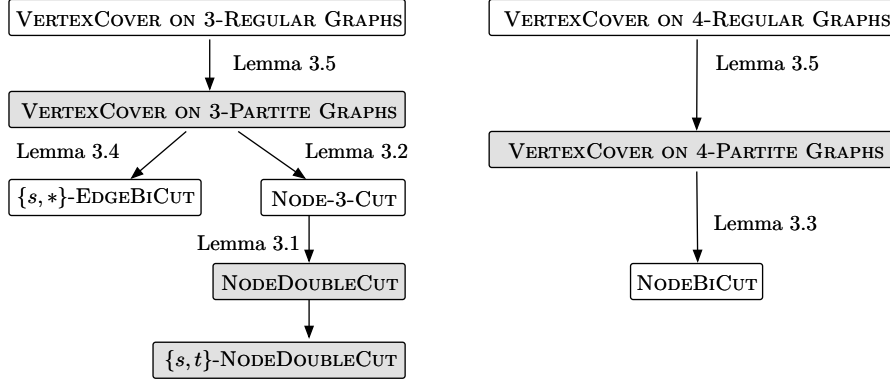 VERTEXCOVER ON 3-REGULAR GRAPHS
Lemma 3.5
VERTEXCOVER ON 3-PARTITE GRAPHS
Lemma 3.4
Lemma 3.2
{s, *}-EDGEBICUT
NODE-3-CUT
Lemma 3.1
NODEDOUBLECUT
{s, t}-NODEDOUBLECUT
VERTEXCOVER ON 4-REGULAR GRAPHS
Lemma 3.5
VERTEXCOVER ON 4-PARTITE GRAPHS
Lemma 3.3
NODEBICUT